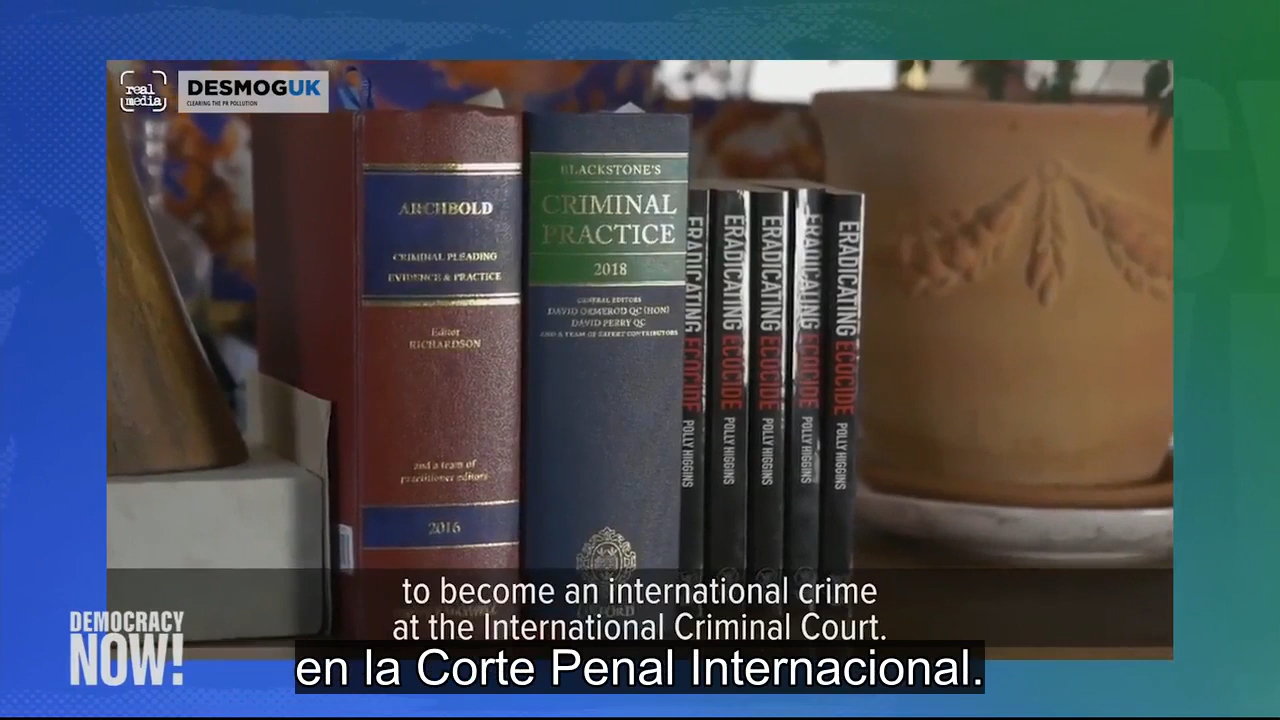 real
media
DESMOGUK
CLEARING THE PR POLLUTION
ARCHBOLD
CRIMINAL PLEADING
EVIDENCE & PRACTICE
Editor
RICHARDSON
and a team of
practitioner editors
2016
BLACKSTONE'S
CRIMINAL
PRACTICE
2018
GENERAL EDITORS
DAVID ORMEROD QC (HON)
DAVID PERRY QC
AND A TEAM OF EXPERT CONTRIBUTORS
OXFORD
ERADICATING ECOCIDE POLLY HIGGINS
ERADICATING ECOCIDE POLLY HIGGINS
ERADICATING ECOCIDE POLLY HIGGINS
ERADICATING ECOCIDE POLLY HIGGINS
ERADICATING ECOCIDE POLLY HIGGINS
to become an international crime
at the International Criminal Court.
en la Corte Penal Internacional.
DEMOCRACY
NOW!